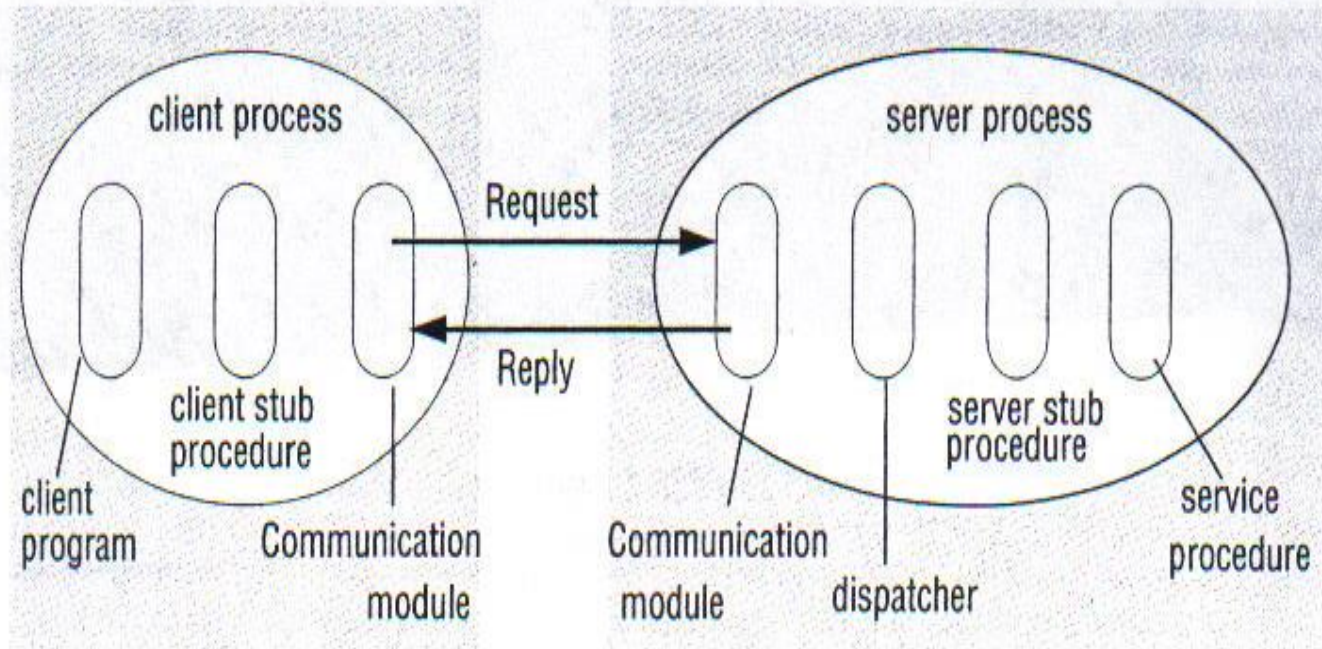 client process
server process
Request
Reply
client stub
procedure
server stub
procedure
client
program
Communication
module
Communication
module
dispatcher
service
procedure